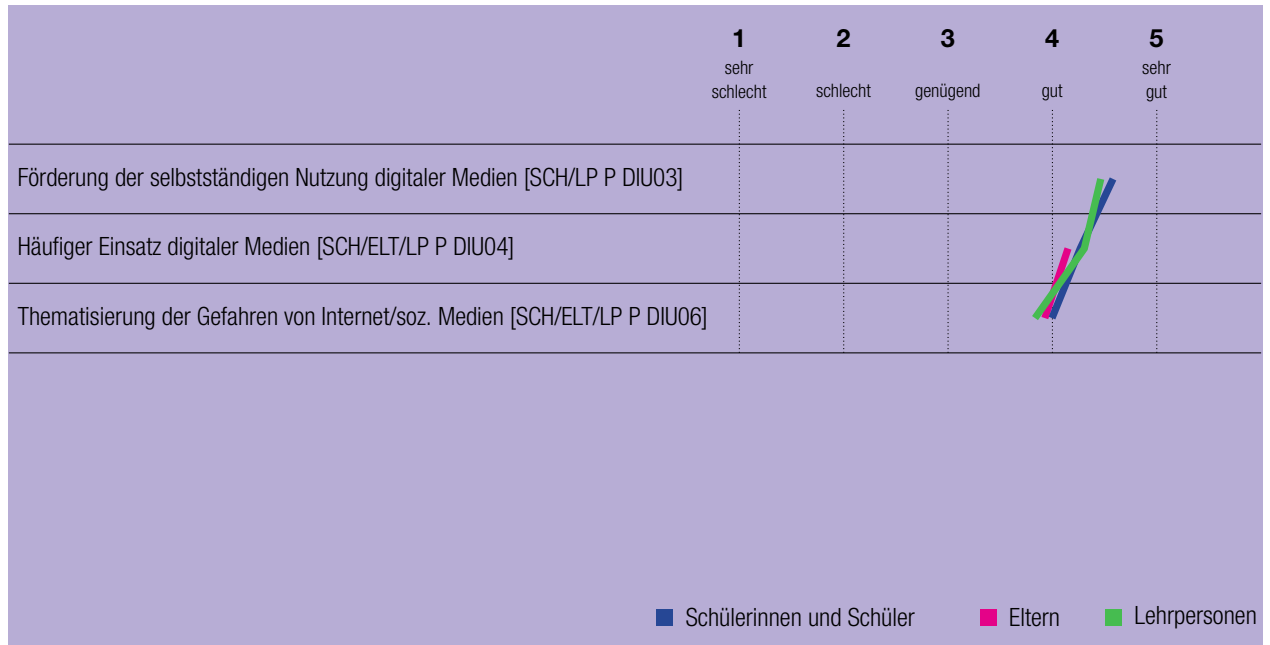 1 2 3 4 5
sehr sehr
schlecht schlecht genügend gut gut
Förderung der selbstständigen Nutzung digitaler Medien [SCH/LP P DIU03]
Häufiger Einsatz digitaler Medien [SCH/ELT/LP P DIU04]
Thematisierung der Gefahren von Internet/soz. Medien [SCH/ELT/LP P DIU06]
Schülerinnen und Schüler Eltern Lehrpersonen